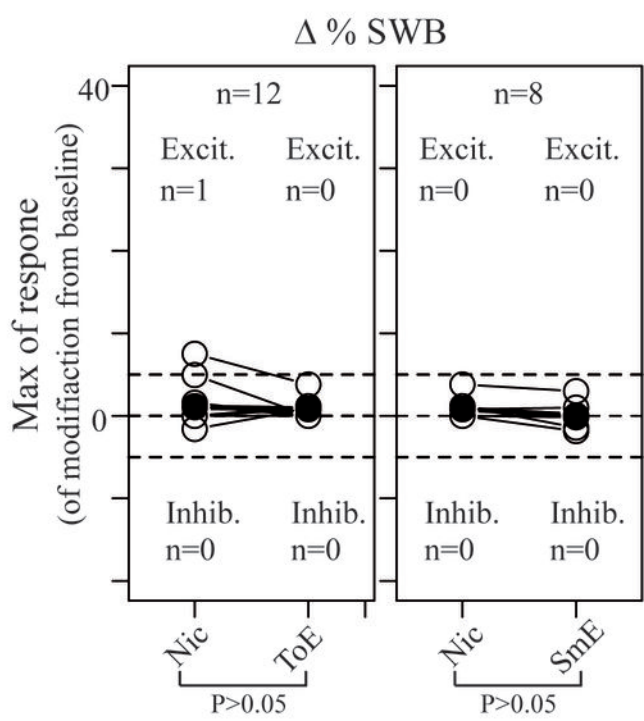 Δ % SWB
Max of respone
(of modifiaction from baseline)
40
0
n=12
Excit. Excit.
n=1 n=0
Inhib. Inhib.
n=0 n=0
Nic ToE
P>0.05
n=8
Excit. Excit.
n=0 n=0
Inhib. Inhib.
n=0 n=0
Nic SmE
P>0.05